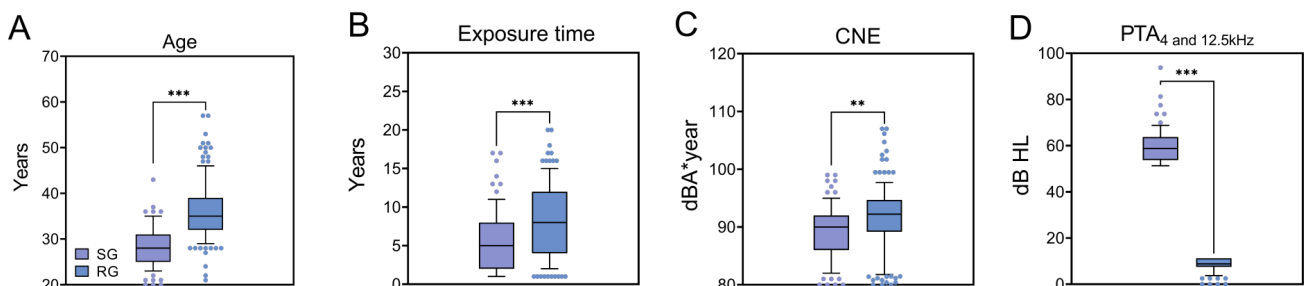 A
Age
Years
70
60
50
40
30
20
***
SG
RG
B
Exposure time
Years
30
25
20
15
10
5
0
***
C
CNE
dBA*year
120
110
100
90
80
**
D
PTA4 and 12.5kHz
dB HL
100
80
60
40
20
0
***